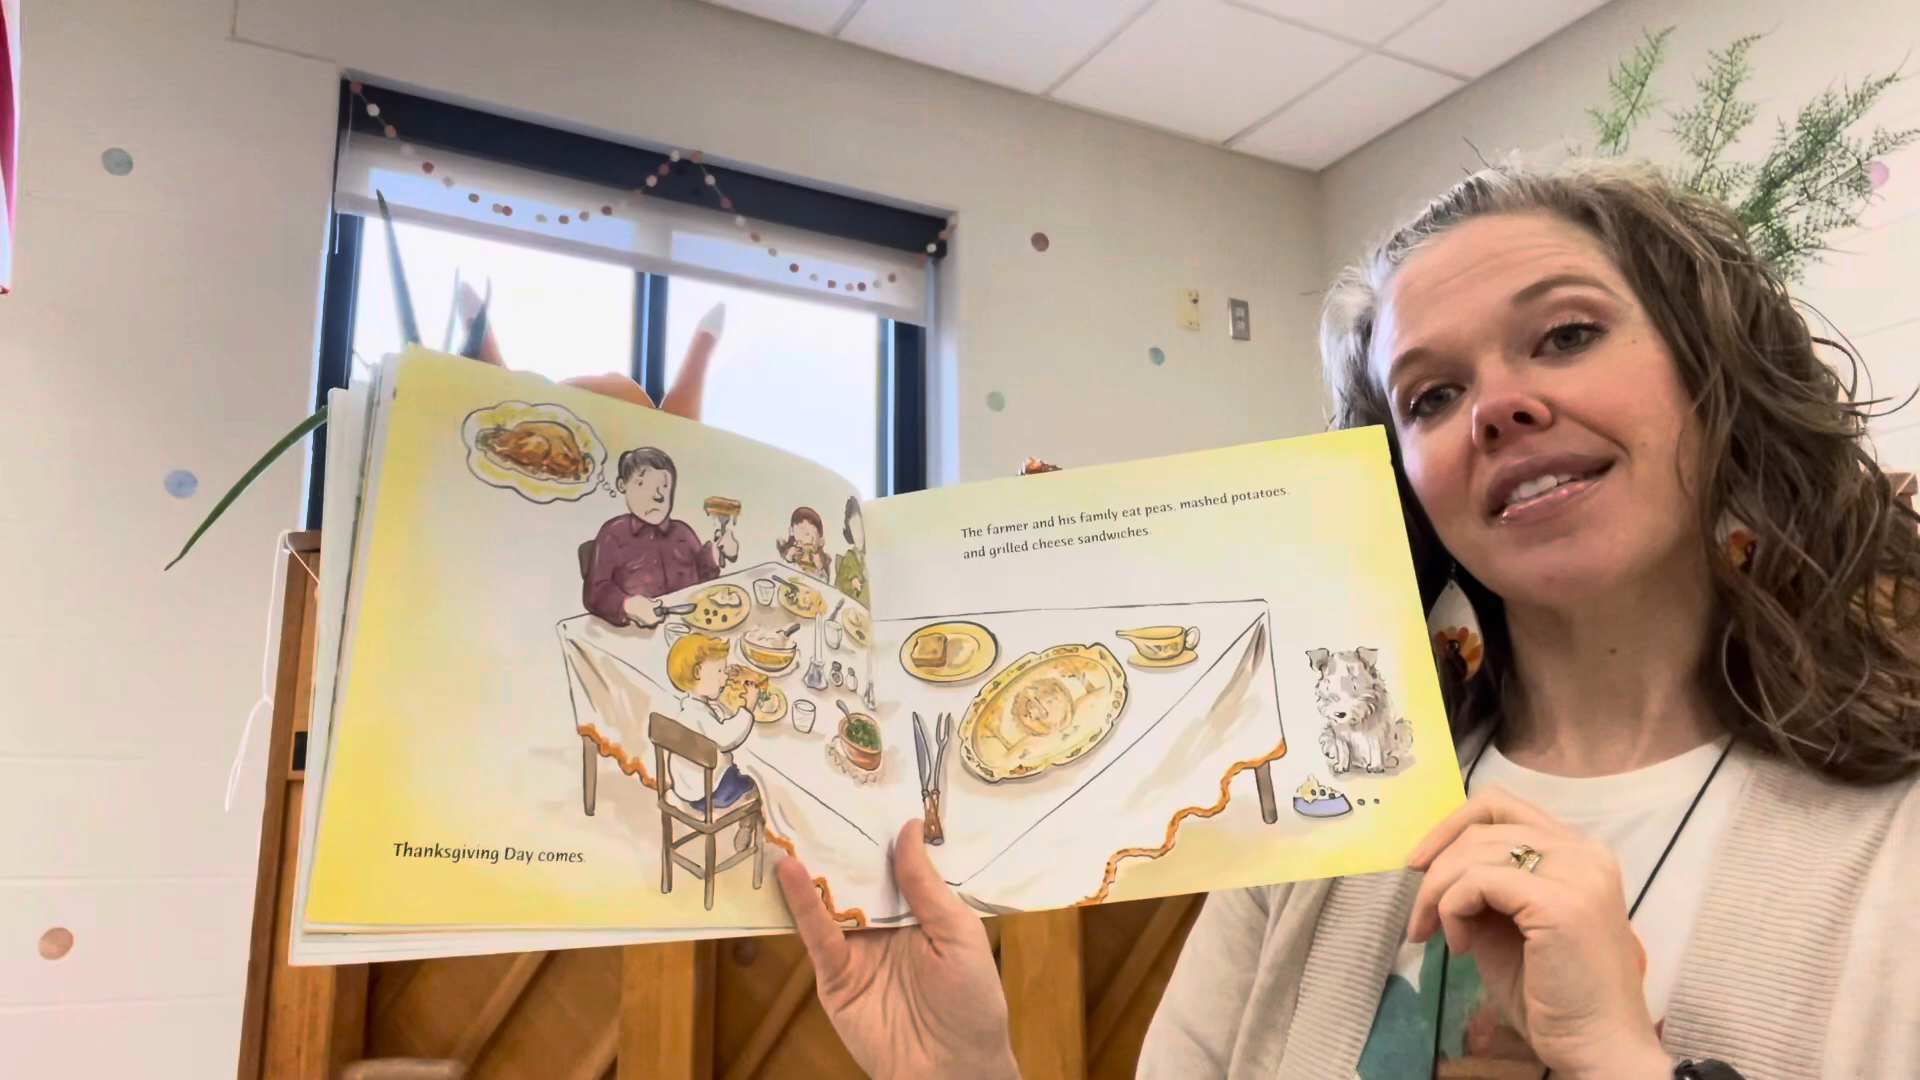 Thanksgiving Day comes.
The farmer and his family eat peas, mashed potatoes,
and grilled cheese sandwiches.